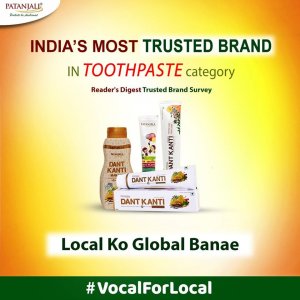 PATANJALI®
INDIA'S MOST TRUSTED BRAND
IN TOOTHPASTE category
Reader's Digest Trusted Brand Survey
PATANJALI
DANT KANTI
DANT KANTI
DANT KANTI
Local Ko Global Banae
#VocalForLocal